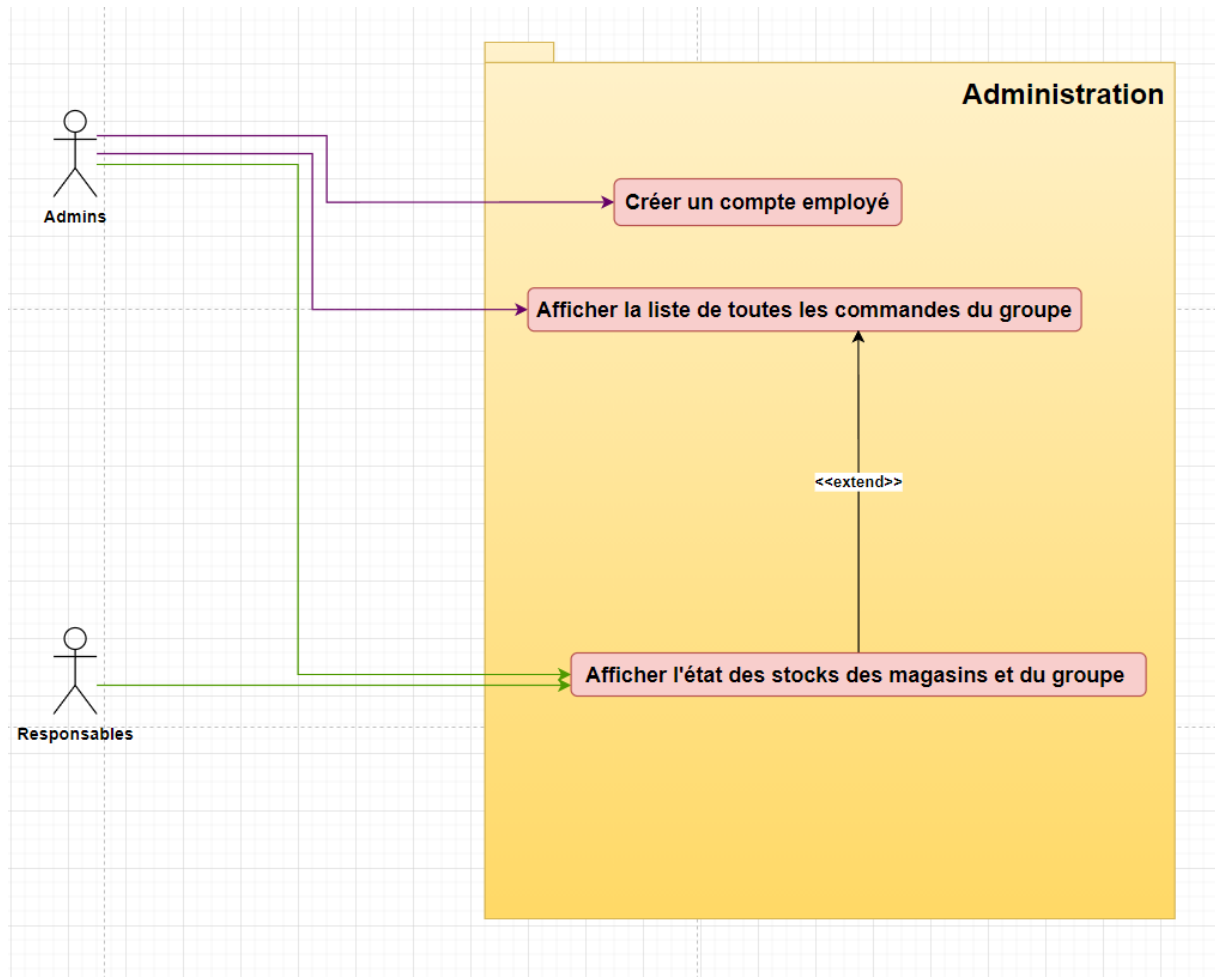 Administration
Admins
Créer un compte employé
Afficher la liste de toutes les commandes du groupe
<<extend>>
Afficher l'état des stocks des magasins et du groupe
Responsables